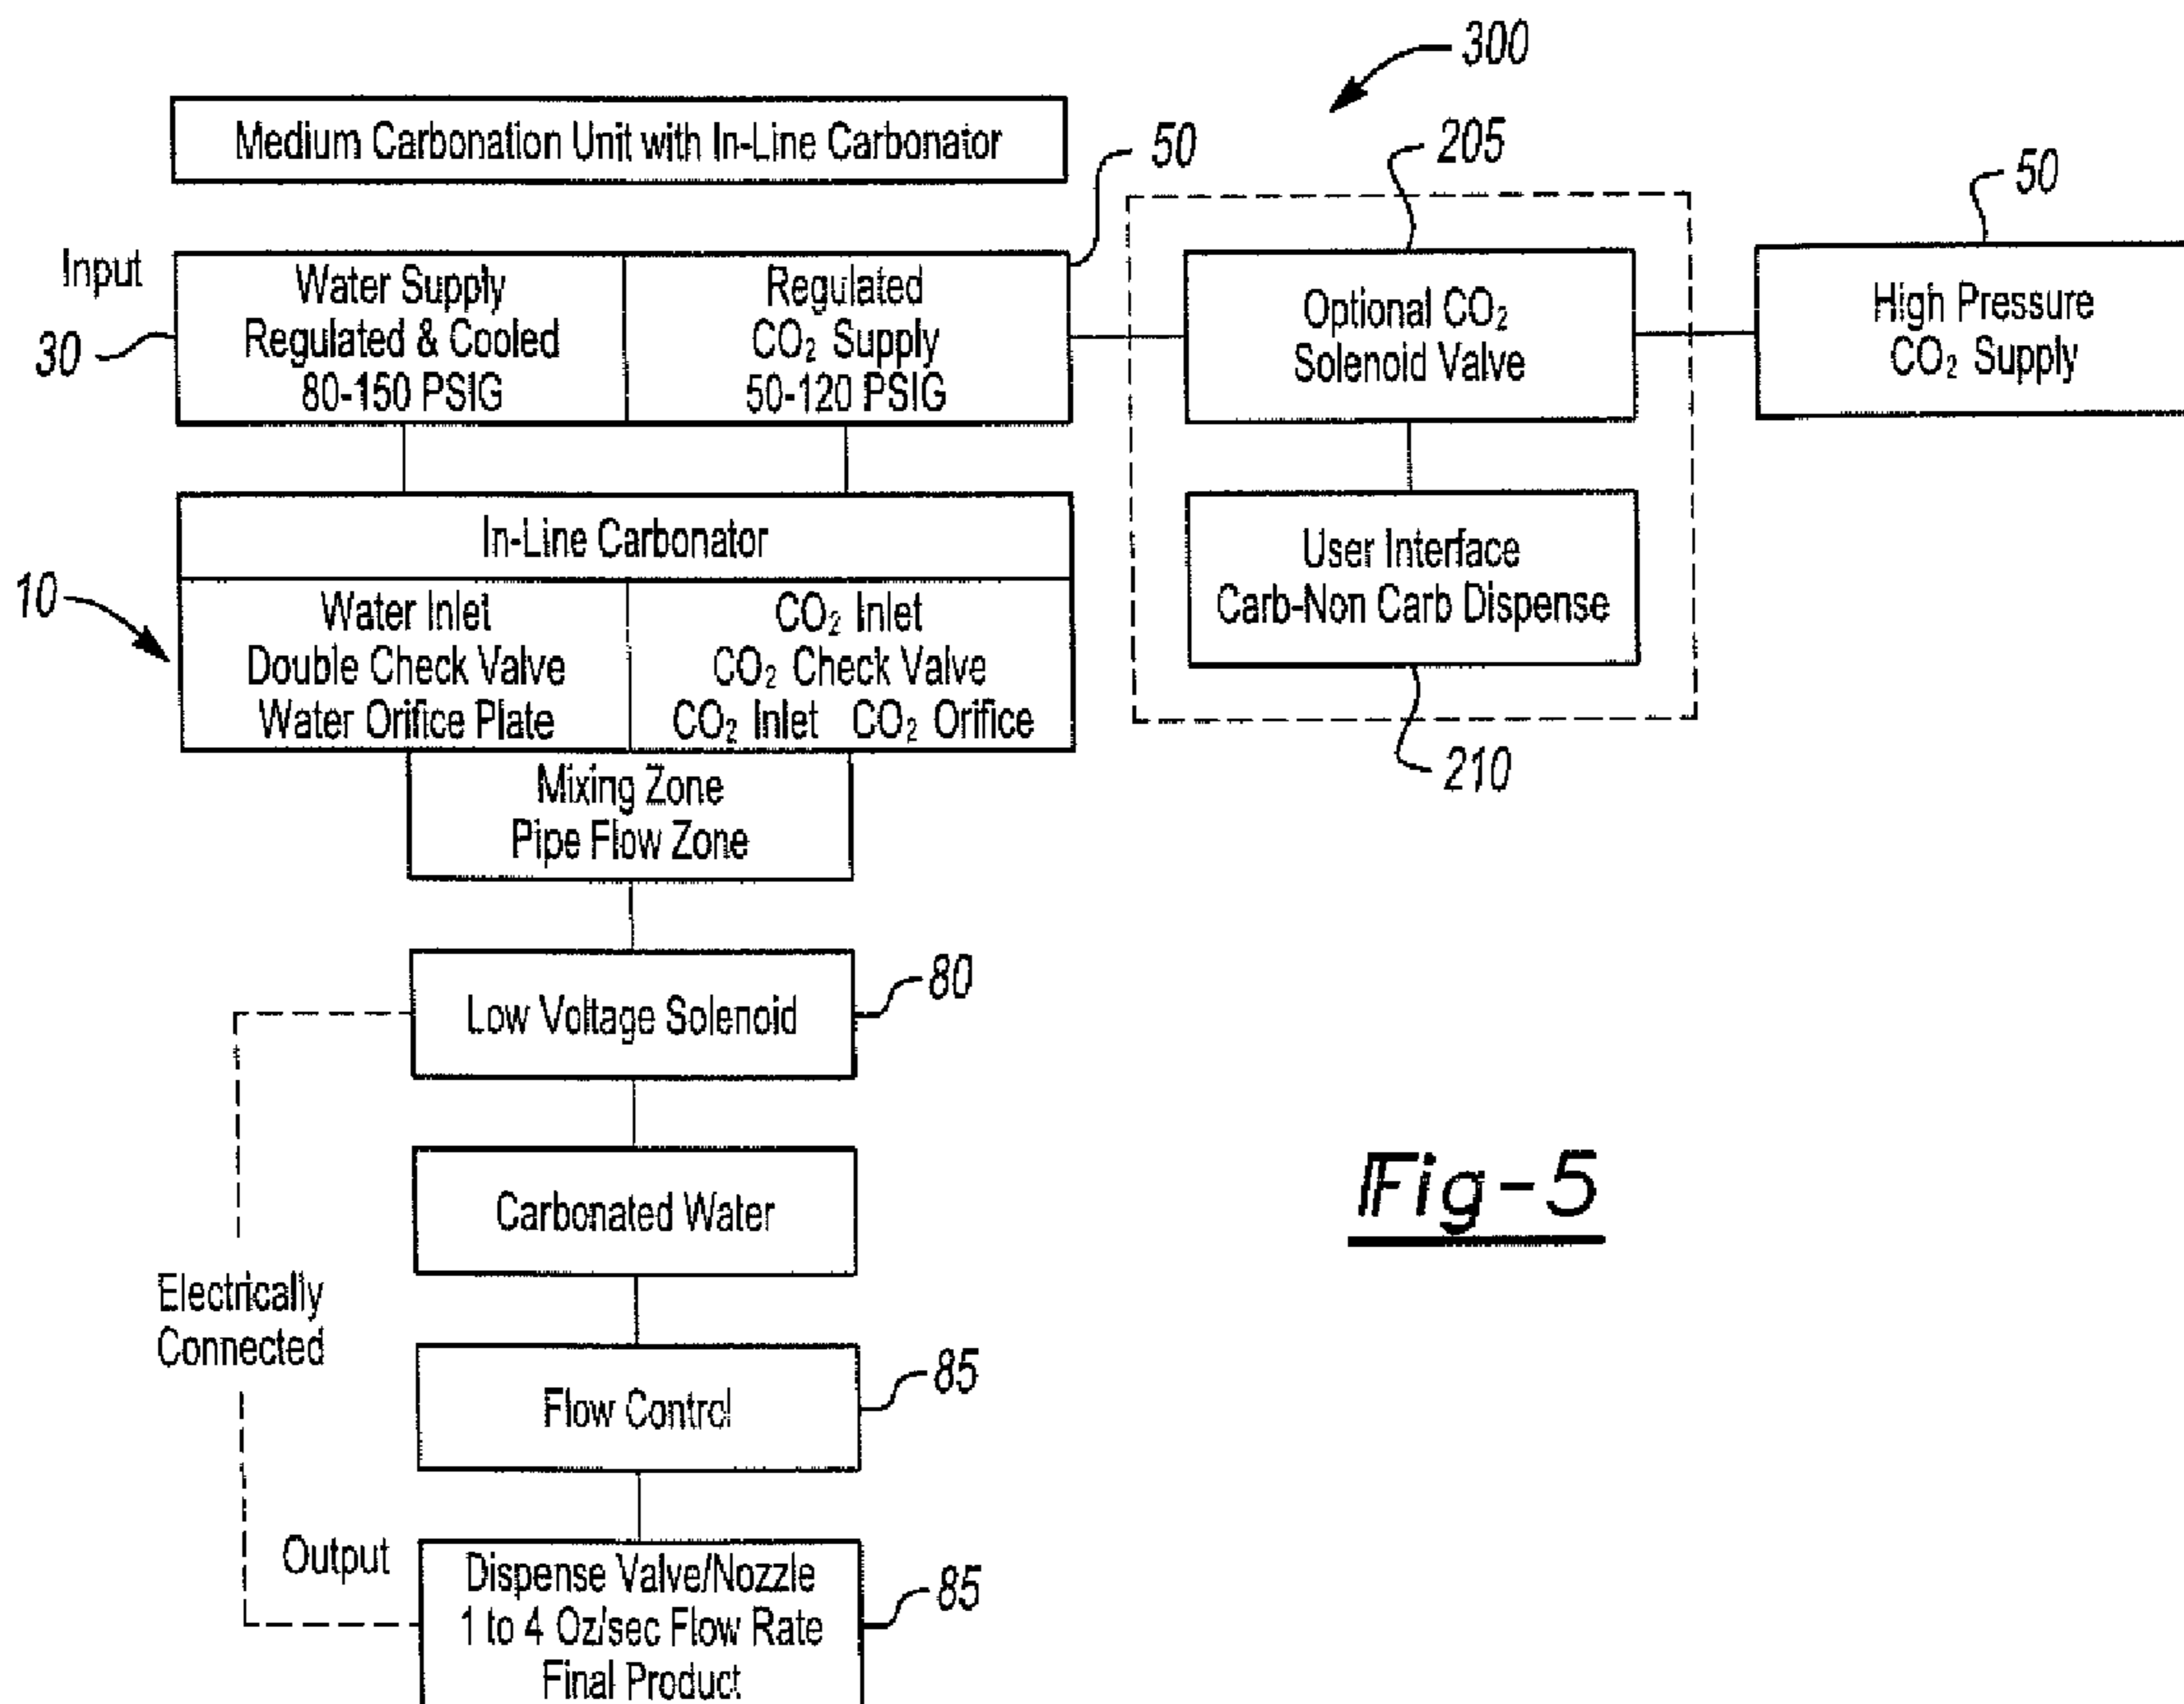 300
Medium Carbonation Unit with In-Line Carbonator
50
205
50
Input
30
Water Supply
Regulated & Cooled
80-150 PSIG
Regulated
CO₂ Supply
50-120 PSIG
Optional CO₂
Solenoid Valve
High Pressure
CO₂ Supply
In-Line Carbonator
10
Water Inlet
Double Check Valve
Water Orifice Plate
CO₂ Inlet
CO₂ Check Valve
CO₂ Inlet CO₂ Orifice
User Interface
Carb-Non Carb Dispense
210
Mixing Zone
Pipe Flow Zone
Low Voltage Solenoid
80
Carbonated Water
Electrically
Connected
Flow Control
85
Output
Dispense Valve/Nozzle
1 to 4 Oz/sec Flow Rate
Final Product
85
Fig-5